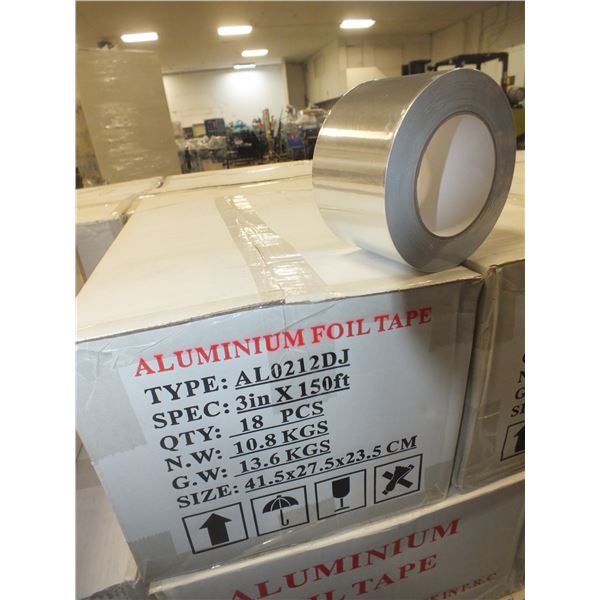 ALUMINIUM FOIL TAPE
TYPE: AL0212DJ
SPEC: 3in X 150ft
QTY: 18 PCS
N.W: 10.8 KGS
G.W: 13.6 KGS
SIZE: 41.5x27.5x23.5 CM
ALUMINIUM
FOIL TAPE
IN P.R.C